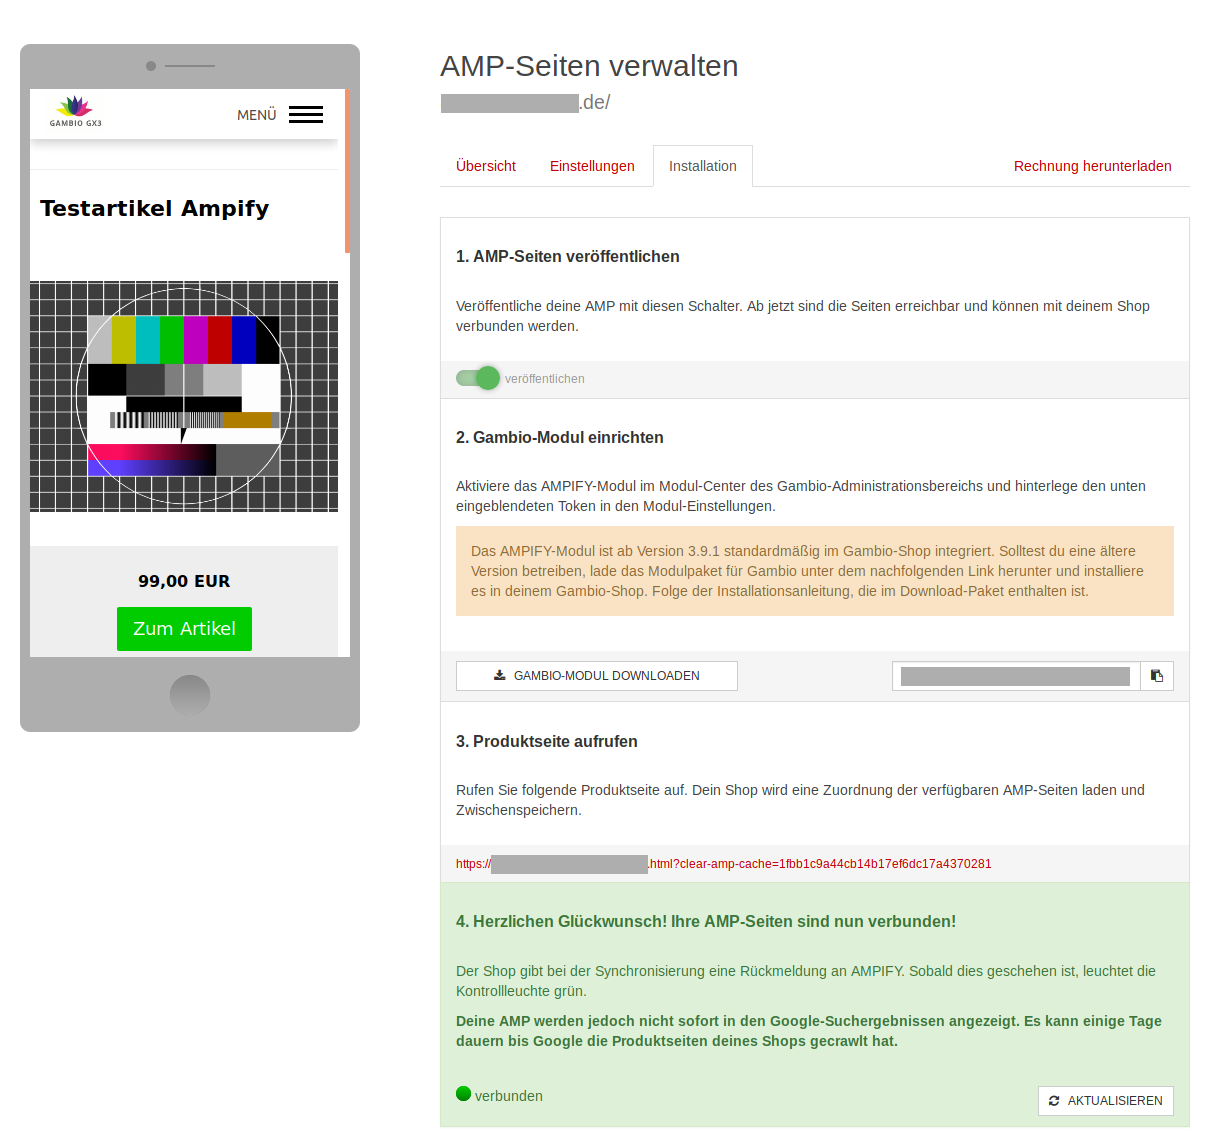 GAMBIO GX3
MENÜ
Testartikel Ampify
99,00 EUR
Zum Artikel
AMP-Seiten verwalten
.de/
Übersicht
Einstellungen
Installation
Rechnung herunterladen
1. AMP-Seiten veröffentlichen
Veröffentliche deine AMP mit diesen Schalter. Ab jetzt sind die Seiten erreichbar und können mit deinem Shop
verbunden werden.
veröffentlichen
2. Gambio-Modul einrichten
Aktiviere das AMPIFY-Modul im Modul-Center des Gambio-Administrationsbereichs und hinterlege den unten
eingeblendeten Token in den Modul-Einstellungen.
Das AMPIFY-Modul ist ab Version 3.9.1 standardmäßig im Gambio-Shop integriert. Solltest du eine ältere
Version betreiben, lade das Modulpaket für Gambio unter dem nachfolgenden Link herunter und installiere
es in deinem Gambio-Shop. Folge der Installationsanleitung, die im Download-Paket enthalten ist.
GAMBIO-MODUL DOWNLOADEN
3. Produktseite aufrufen
Rufen Sie folgende Produktseite auf. Dein Shop wird eine Zuordnung der verfügbaren AMP-Seiten laden und
Zwischenspeichern.
https:// .html?clear-amp-cache=1fbb1c9a44cb14b17ef6dc17a4370281
4. Herzlichen Glückwunsch! Ihre AMP-Seiten sind nun verbunden!
Der Shop gibt bei der Synchronisierung eine Rückmeldung an AMPIFY. Sobald dies geschehen ist, leuchtet die
Kontrollleuchte grün.
Deine AMP werden jedoch nicht sofort in den Google-Suchergebnissen angezeigt. Es kann einige Tage
dauern bis Google die Produktseiten deines Shops gecrawlt hat.
verbunden
AKTUALISIEREN